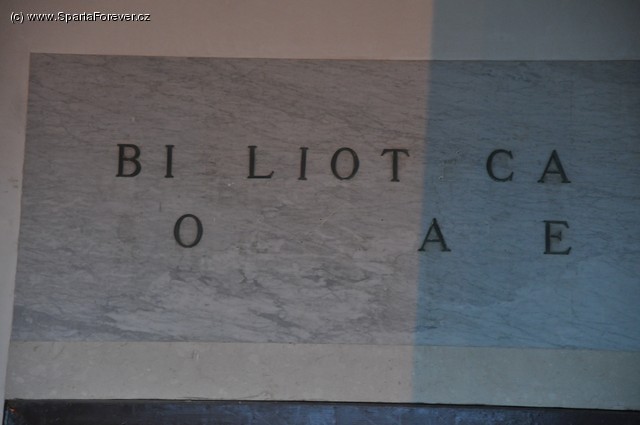 (c) www.SpartaForever.cz
BI LIOT CA
O A E